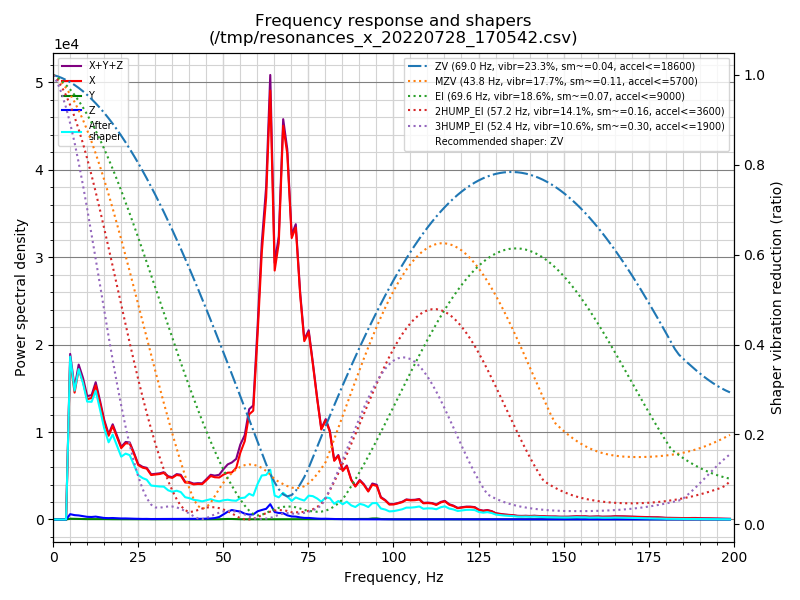 Frequency response and shapers
(/tmp/resonances_x_20220728_170542.csv)
1e4
X+Y+Z
X
Y
Z
After
shaper
ZV (69.0 Hz, vibr=23.3%, sm~=0.04, accel<=18600)
MZV (43.8 Hz, vibr=17.7%, sm~=0.11, accel<=5700)
EI (69.6 Hz, vibr=18.6%, sm~=0.07, accel<=9000)
2HUMP_EI (57.2 Hz, vibr=14.1%, sm~=0.16, accel<=3600)
3HUMP_EI (52.4 Hz, vibr=10.6%, sm~=0.30, accel<=1900)
Recommended shaper: ZV
5
4
3
2
1
0
Power spectral density
1.0
0.8
0.6
0.4
0.2
0.0
Shaper vibration reduction (ratio)
0 25 50 75 100 125 150 175 200
Frequency, Hz